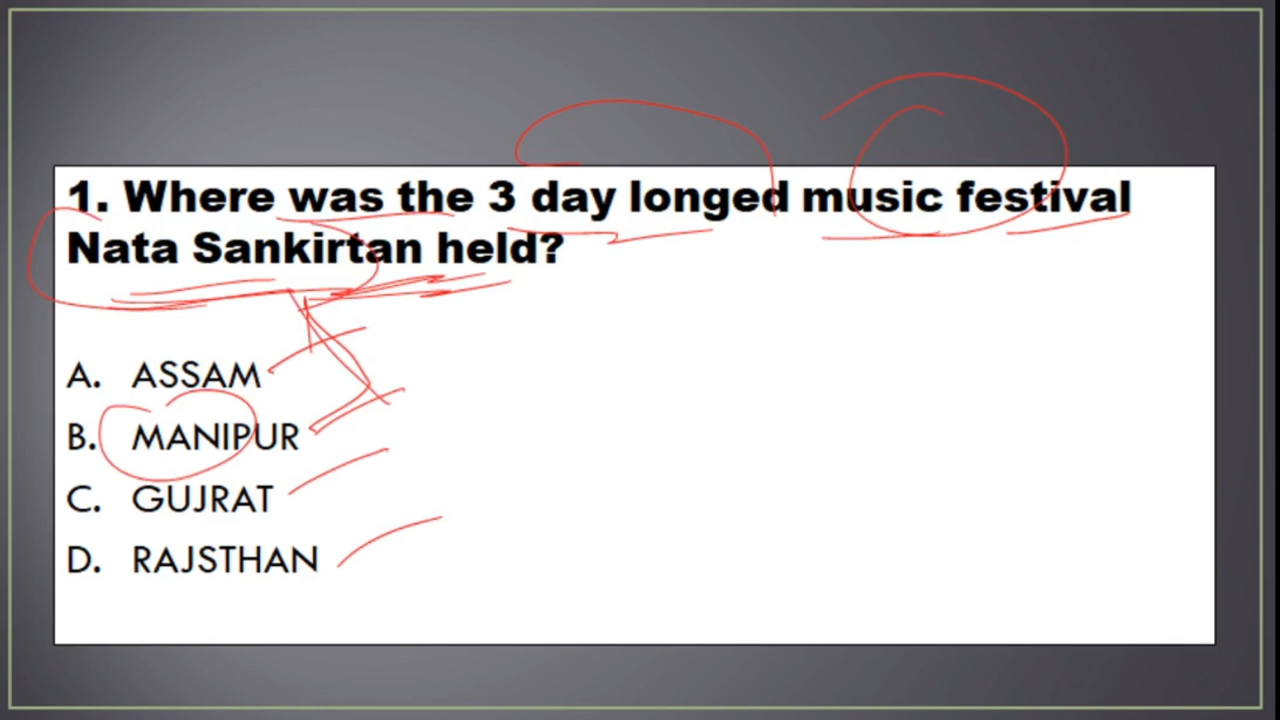 1. Where was the 3 day longed music festival
Nata Sankirtan held?
A. ASSAM
B. MANIPUR
C. GUJRAT
D. RAJSTHAN